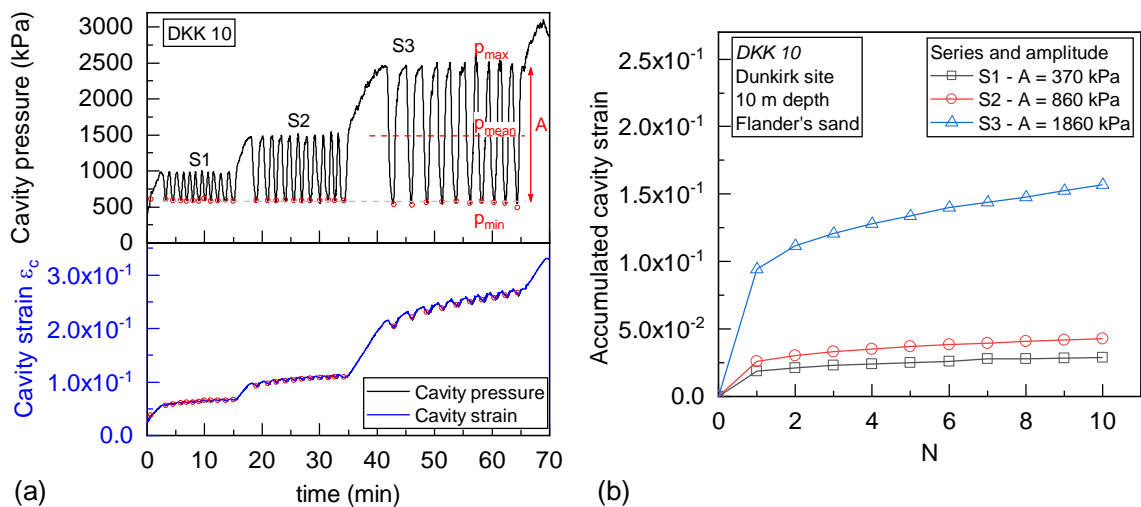 DKK 10
Cavity pressure (kPa)
3000
2500
2000
1500
1000
500
0
S1
S2
S3
pmax
pmean
A
pmin
Cavity strain εc
3.0x10-1
2.0x10-1
1.0x10-1
0.0
Cavity pressure
Cavity strain
0 10 20 30 40 50 60 70
time (min)
(a)
Accumulated cavity strain
2.5x10-1
2.0x10-1
1.5x10-1
1.0x10-1
5.0x10-2
0.0
DKK 10
Dunkirk site
10 m depth
Flander's sand
Series and amplitude
S1 - A = 370 kPa
S2 - A = 860 kPa
S3 - A = 1860 kPa
0 2 4 6 8 10
N
(b)